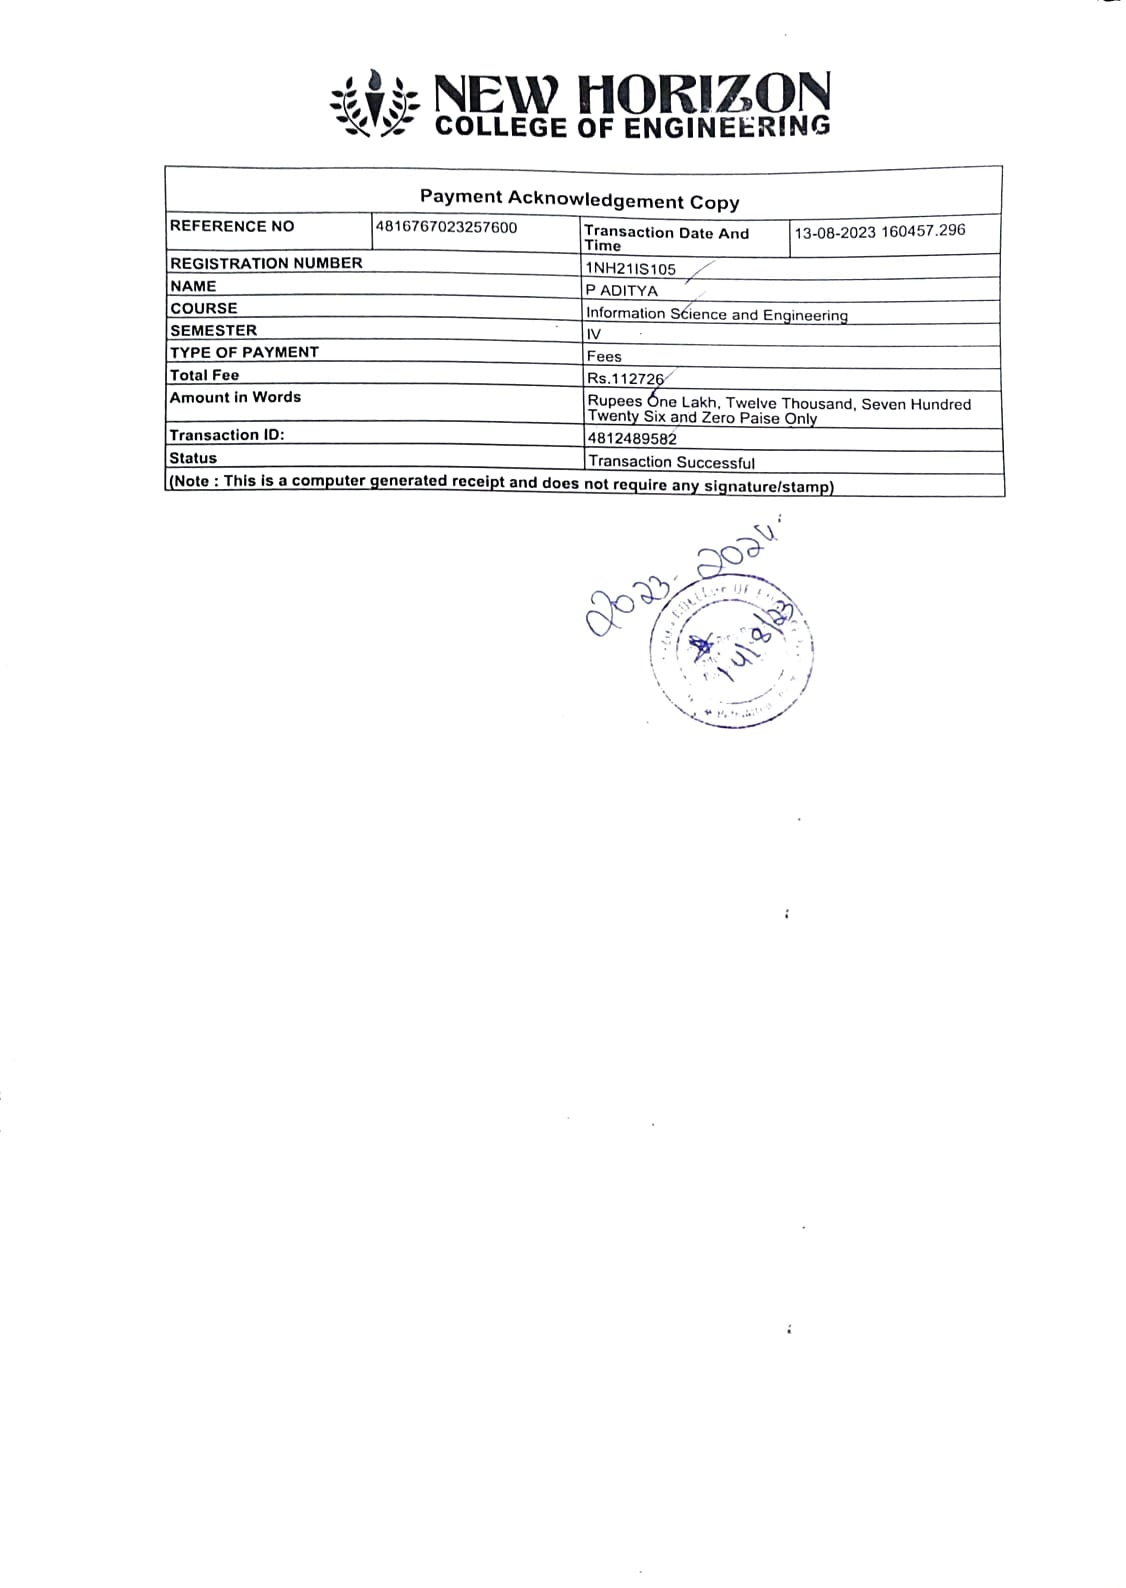 NEW HORIZON
COLLEGE OF ENGINEERING
Payment Acknowledgement Copy
REFERENCE NO 4816767023257600 Transaction Date And Time 13-08-2023 160457.296
REGISTRATION NUMBER 1NH21IS105
NAME P ADITYA
COURSE Information Science and Engineering
SEMESTER IV
TYPE OF PAYMENT Fees
Total Fee Rs.112726
Amount in Words Rupees One Lakh, Twelve Thousand, Seven Hundred
Twenty Six and Zero Paise Only
Transaction ID: 4812489582
Status Transaction Successful
(Note : This is a computer generated receipt and does not require any signature/stamp)
2023-2024
COLLEGE OF
14/8/23